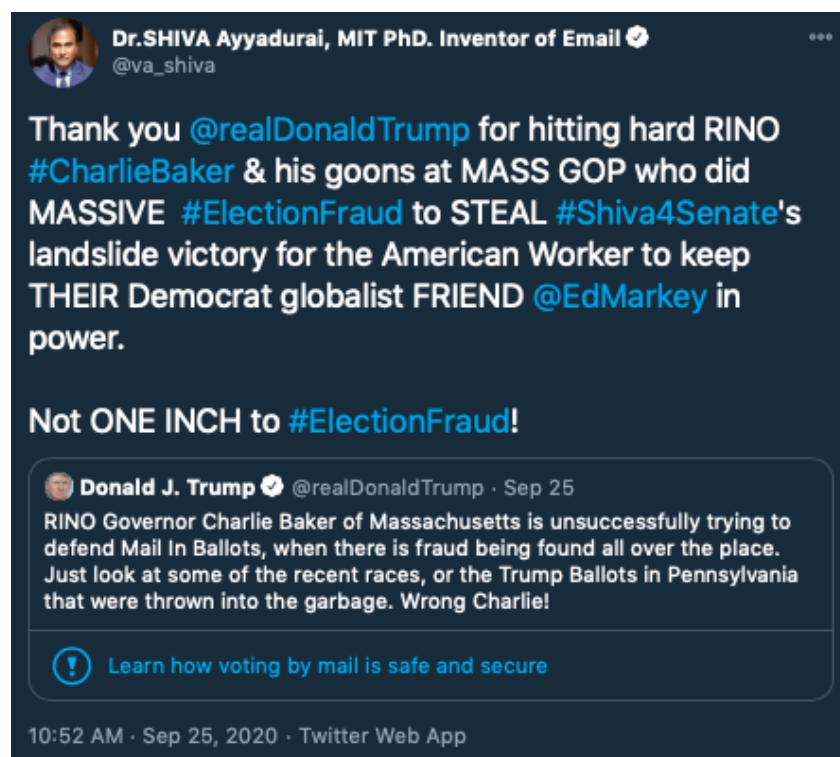 Dr.SHIVA Ayyadurai, MIT PhD. Inventor of Email
@va_shiva
Thank you @realDonaldTrump for hitting hard RINO
#CharlieBaker & his goons at MASS GOP who did
MASSIVE #ElectionFraud to STEAL #Shiva4Senate's
landslide victory for the American Worker to keep
THEIR Democrat globalist FRIEND @EdMarkey in
power.
Not ONE INCH to #ElectionFraud!
Donald J. Trump @realDonaldTrump · Sep 25
RINO Governor Charlie Baker of Massachusetts is unsuccessfully trying to
defend Mail In Ballots, when there is fraud being found all over the place.
Just look at some of the recent races, or the Trump Ballots in Pennsylvania
that were thrown into the garbage. Wrong Charlie!
Learn how voting by mail is safe and secure
10:52 AM · Sep 25, 2020 · Twitter Web App